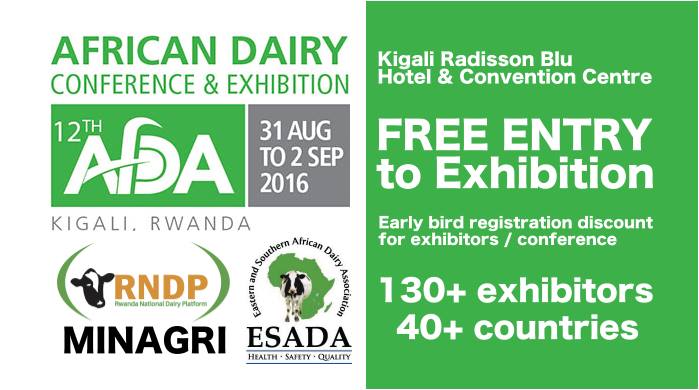 AFRICAN DAIRY
CONFERENCE & EXHIBITION
12TH
AfDA
31 AUG
TO 2 SEP
2016
KIGALI, RWANDA
RNDP
Rwanda National Dairy Platform
MINAGRI
Eastern and Southern African Dairy Association
ESADA
HEALTH · SAFETY · QUALITY
Kigali Radisson Blu
Hotel & Convention Centre
FREE ENTRY
to Exhibition
Early bird registration discount
for exhibitors / conference
130+ exhibitors
40+ countries